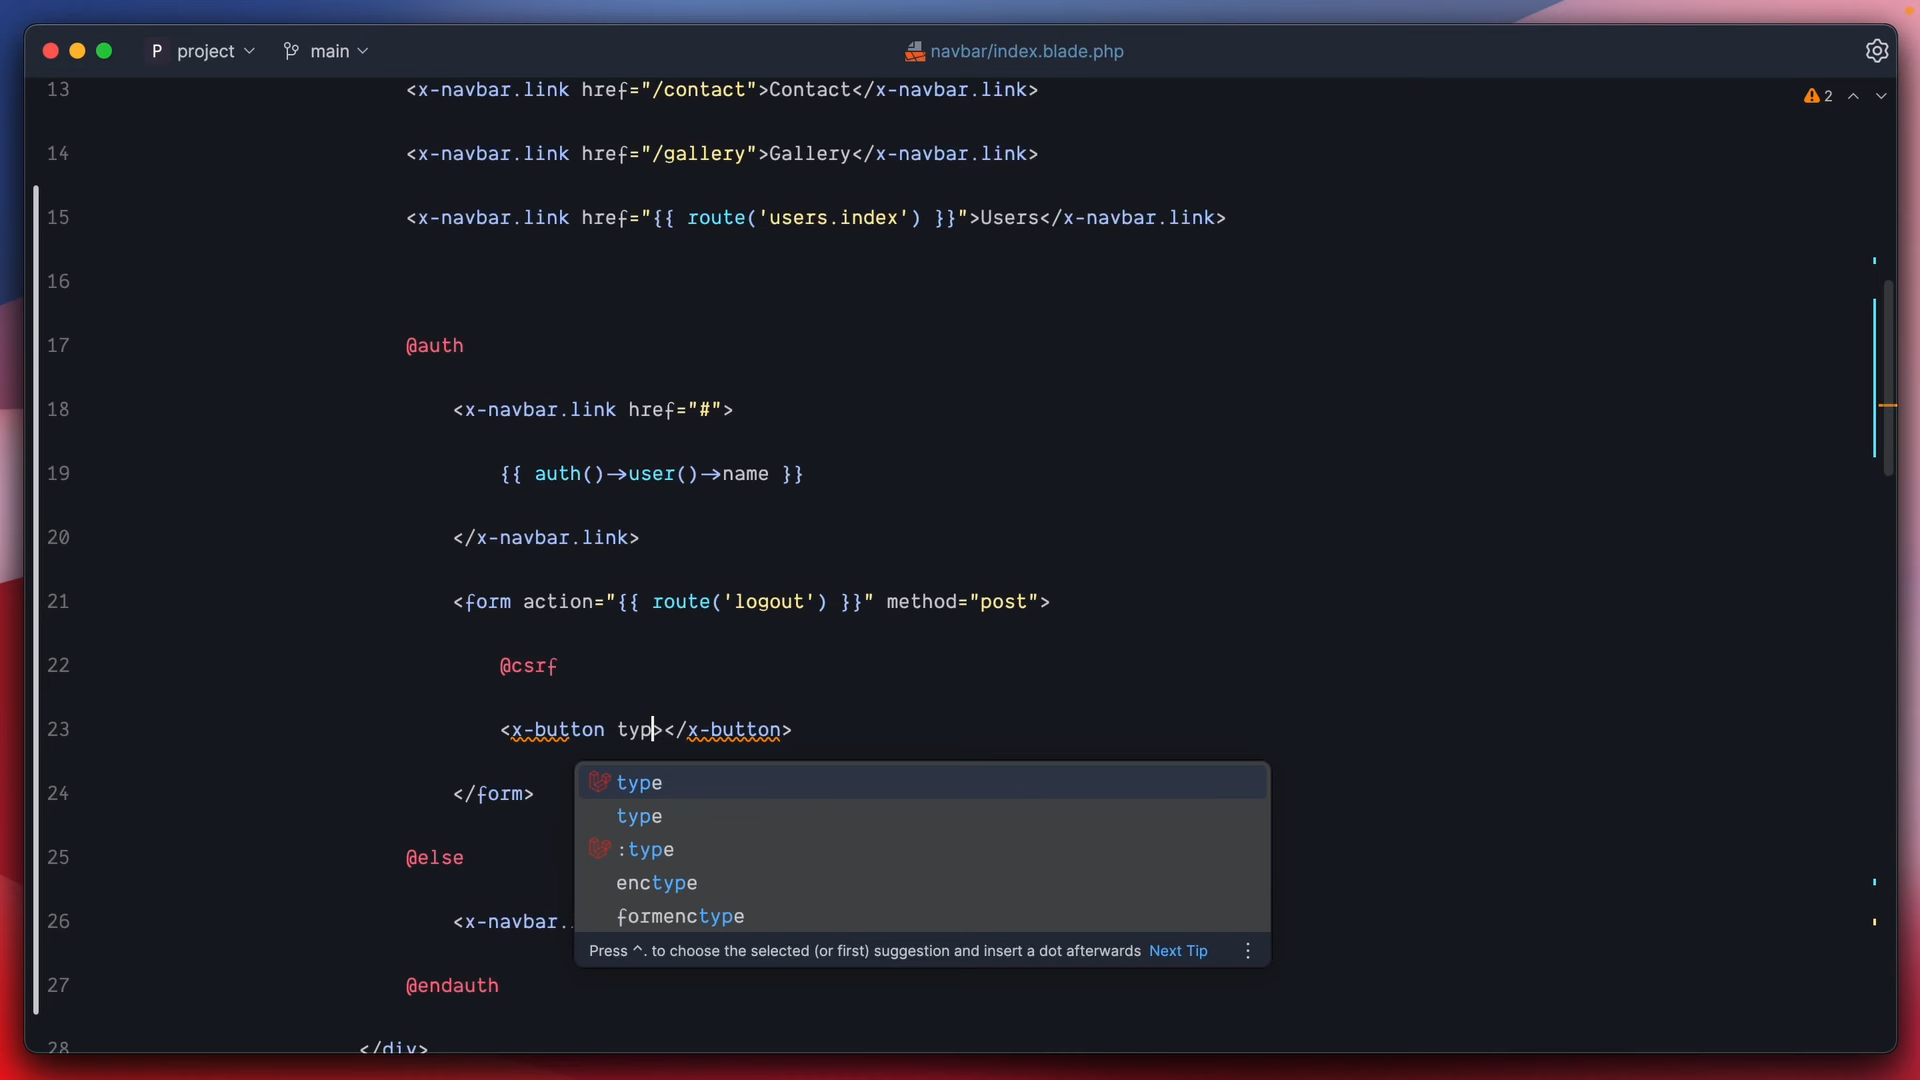 P project main navbar/index.blade.php
13 <x-navbar.link href="/contact">Contact</x-navbar.link>
2
14 <x-navbar.link href="/gallery">Gallery</x-navbar.link>
15 <x-navbar.link href="{{ route('users.index') }}">Users</x-navbar.link>
16
17 @auth
18 <x-navbar.link href="#">
19 {{ auth()->user()->name }}
20 </x-navbar.link>
21 <form action="{{ route('logout') }}" method="post">
22 @csrf
23 <x-button typ></x-button>
type
24 </form>
type
:type
25 @else
enctype
26 <x-navbar.
formenctype
Press ^. to choose the selected (or first) suggestion and insert a dot afterwards Next Tip
27 @endauth
28 </div>